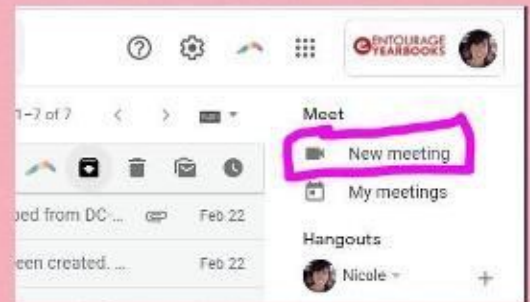 ENTOURAGE
YEARBOOKS
1–7 of 7
Meet
New meeting
My meetings
ped from DC ...
Feb 22
een created. ...
Feb 22
Hangouts
Nicole